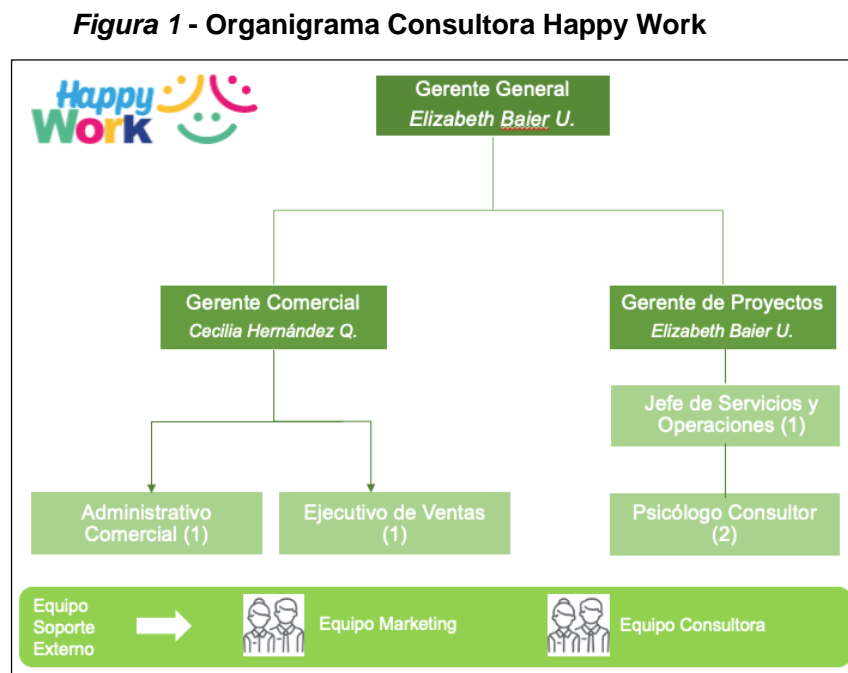 Figura 1 - Organigrama Consultora Happy Work
Happy
Work
Gerente General
Elizabeth Baier U.
Gerente Comercial
Cecilia Hernández Q.
Gerente de Proyectos
Elizabeth Baier U.
Jefe de Servicios y
Operaciones (1)
Administrativo
Comercial (1)
Ejecutivo de Ventas
(1)
Psicólogo Consultor
(2)
Equipo
Soporte
Externo
Equipo Marketing
Equipo Consultora